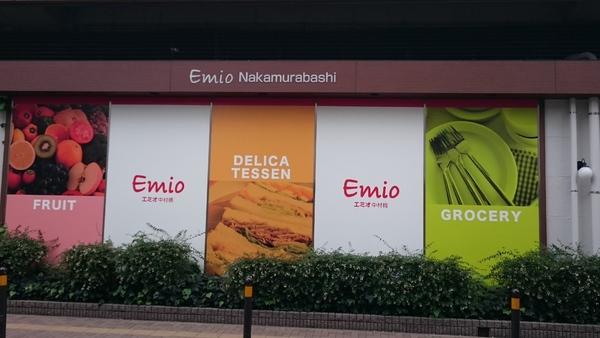 Emio Nakamurabashi
FRUIT
Emio
エミオ中村橋
DELICA
TESSEN
Emio
エミオ中村橋
GROCERY